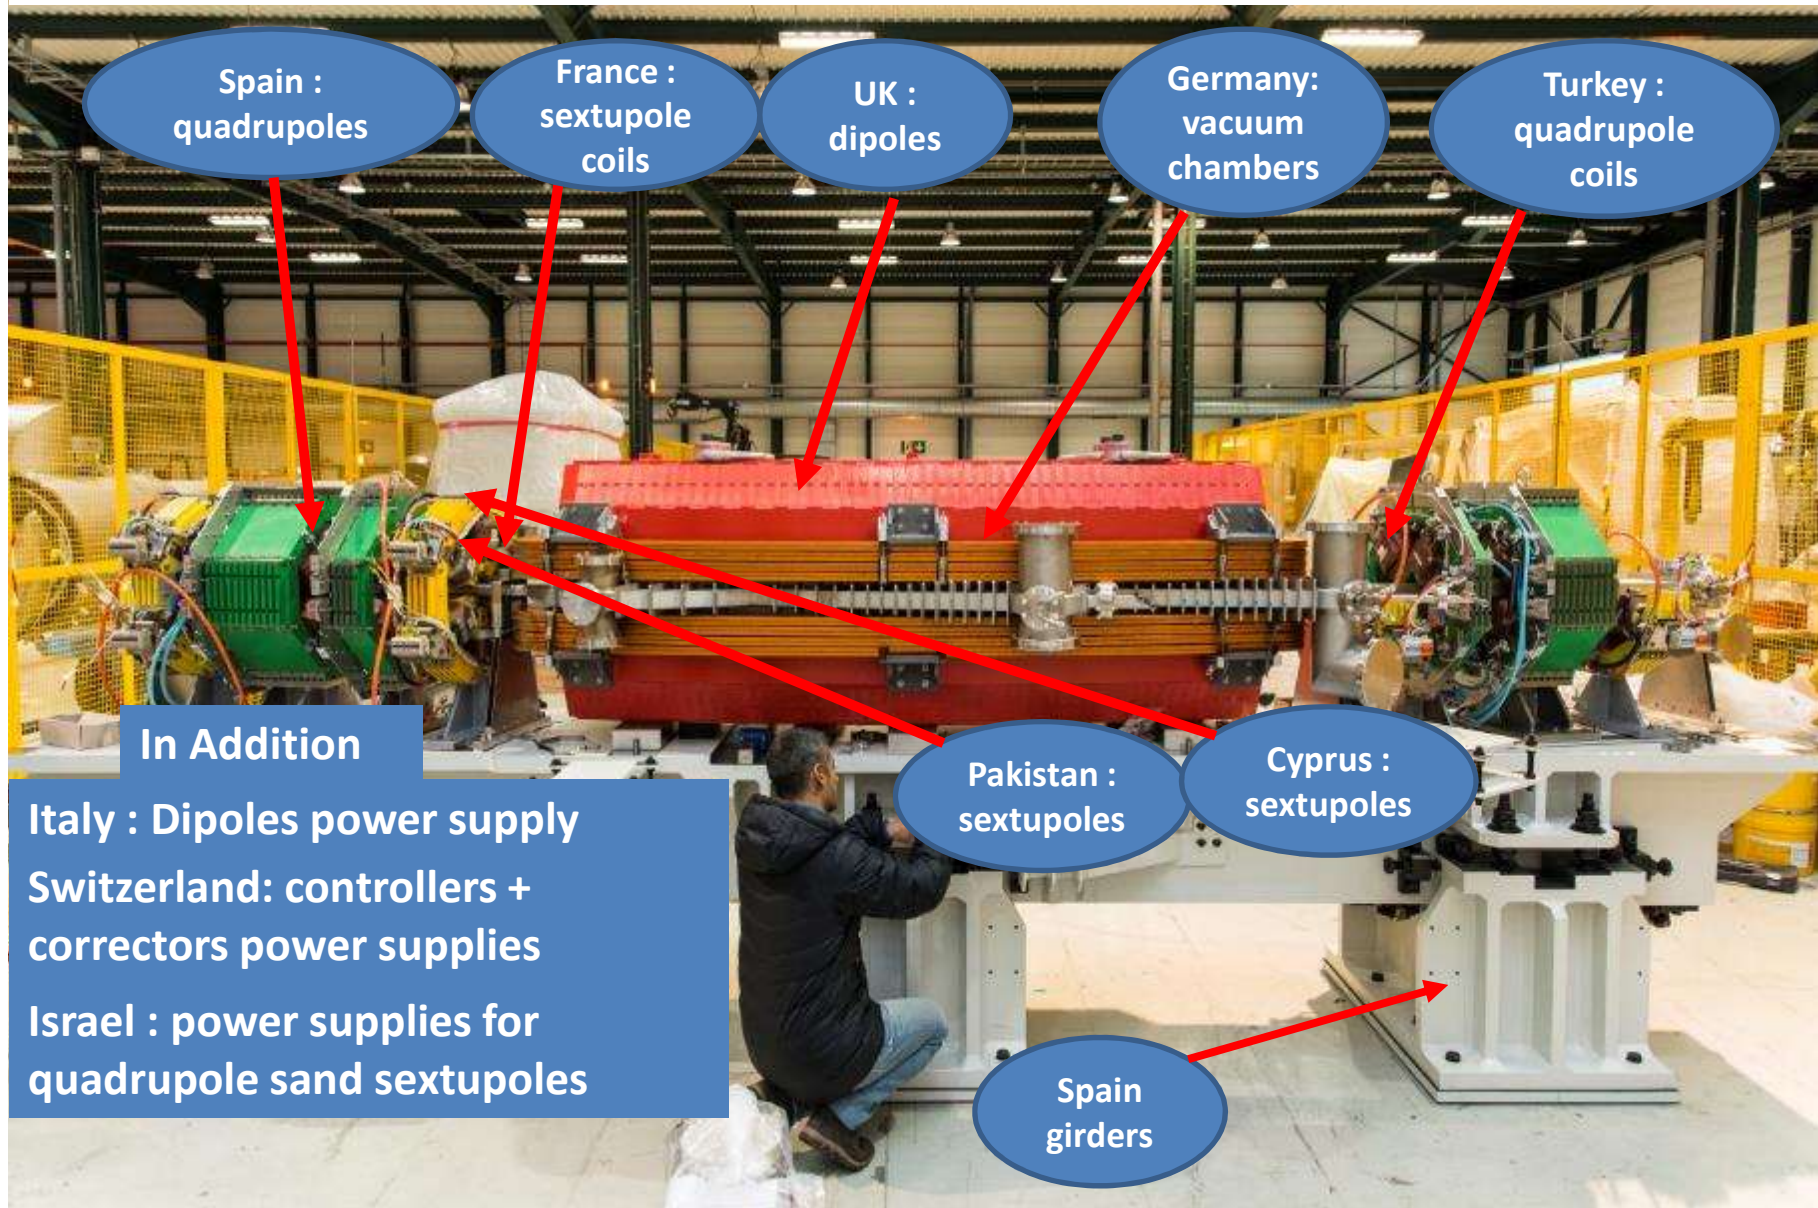 Spain :
quadrupoles
France :
sextupole
coils
UK :
dipoles
Germany:
vacuum
chambers
Turkey :
quadrupole
coils
In Addition
Italy : Dipoles power supply
Switzerland: controllers +
correctors power supplies
Israel : power supplies for
quadrupole sand sextupoles
Pakistan :
sextupoles
Cyprus :
sextupoles
Spain
girders